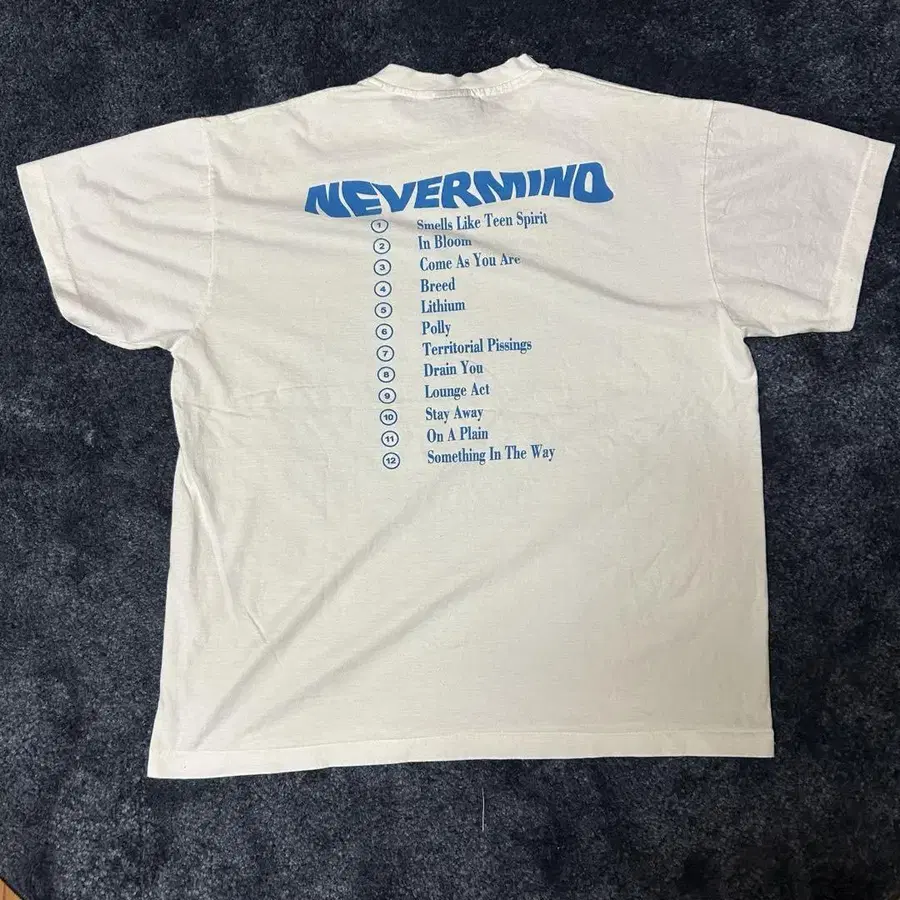 NEVERMIND
1 Smells Like Teen Spirit
2 In Bloom
3 Come As You Are
4 Breed
5 Lithium
6 Polly
7 Territorial Pissings
8 Drain You
9 Lounge Act
10 Stay Away
11 On A Plain
12 Something In The Way